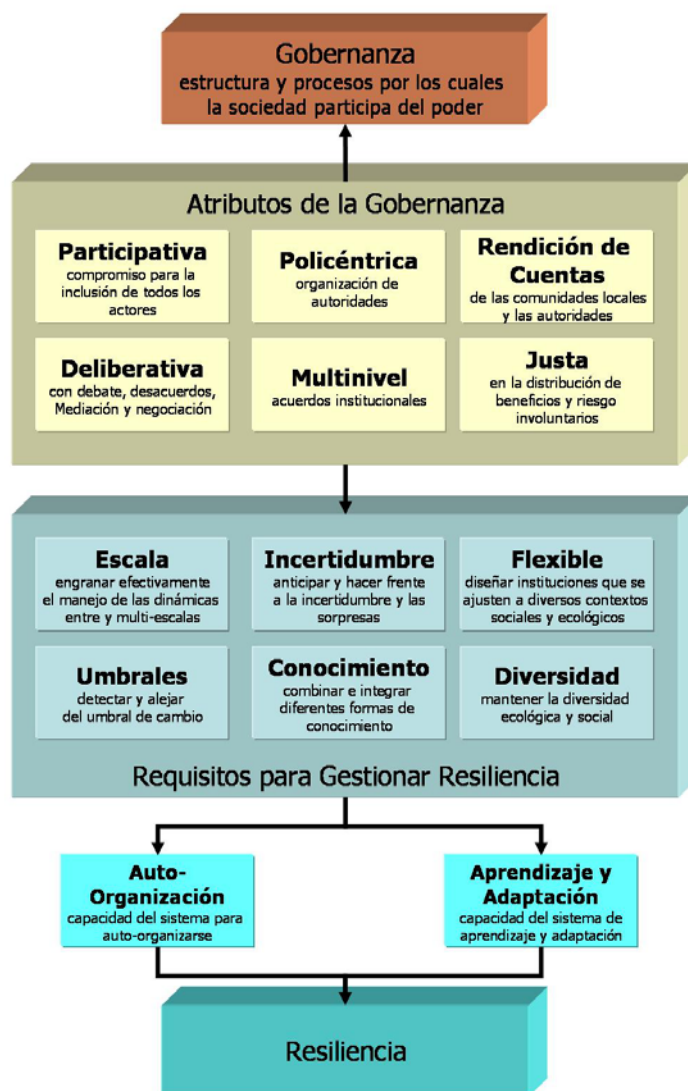 Gobernanza
estructura y procesos por los cuales
la sociedad participa del poder
Atributos de la Gobernanza
Participativa
compromiso para la
inclusión de todos los
actores
Policéntrica
organización de
autoridades
Rendición de
Cuentas
de las comunidades locales
y las autoridades
Deliberativa
con debate, desacuerdos,
Mediación y negociación
Multinivel
acuerdos institucionales
Justa
en la distribución de
beneficios y riesgo
involuntarios
Escala
engranar efectivamente
el manejo de las dinámicas
entre y multi-escalas
Incertidumbre
anticipar y hacer frente
a la incertidumbre y las
sorpresas
Flexible
diseñar instituciones que se
ajusten a diversos contextos
sociales y ecológicos
Umbrales
detectar y alejar
del umbral de cambio
Conocimiento
combinar e integrar
diferentes formas de
conocimiento
Diversidad
mantener la diversidad
ecológica y social
Requisitos para Gestionar Resiliencia
Auto-
Organización
capacidad del sistema para
auto-organizarse
Aprendizaje y
Adaptación
capacidad del sistema de
aprendizaje y adaptación
Resiliencia